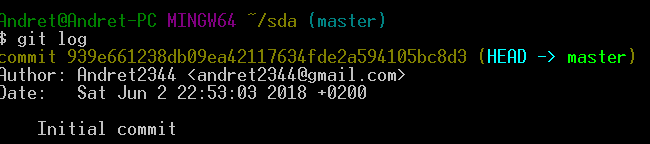 Andret@Andret-PC MINGW64 ~/sda (master)
$ git log
commit 939e661238db09ea42117634fde2a594105bc8d3 (HEAD -> master)
Author: Andret2344 <andret2344@gmail.com>
Date:   Sat Jun 2 22:53:03 2018 +0200
    Initial commit